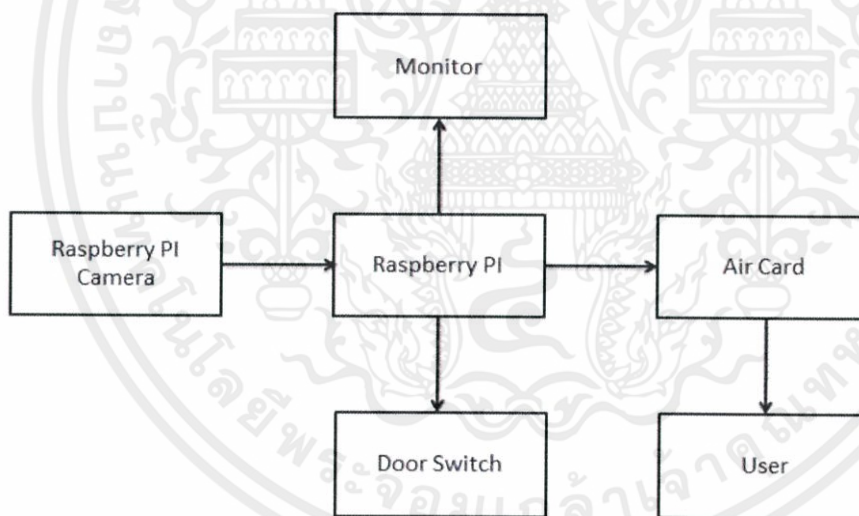 Monitor
Raspberry PI
Camera
Raspberry PI
Air Card
Door Switch
User